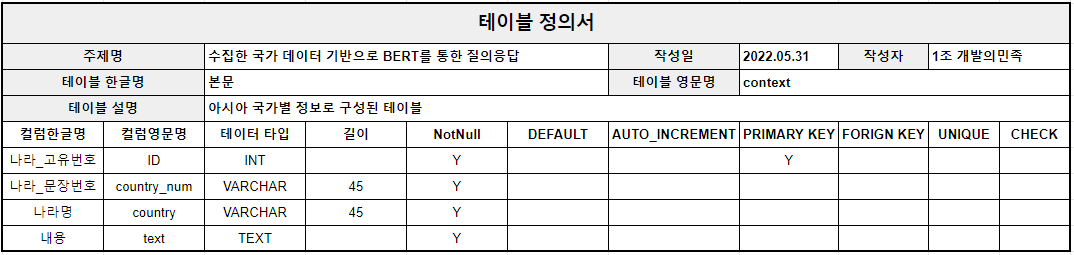 테이블 정의서
주제명 수집한 국가 데이터 기반으로 BERT를 통한 질의응답 작성일 2022.05.31 작성자 1조 개발의민족
테이블 한글명 본문 테이블 영문명 context
테이블 설명 아시아 국가별 정보로 구성된 테이블
컬럼한글명 컬럼영문명 테이터 타입 길이 NotNull DEFAULT AUTO_INCREMENT PRIMARY KEY FORIGN KEY UNIQUE CHECK
나라_고유번호 ID INT Y Y
나라_문장번호 country_num VARCHAR 45 Y
나라명 country VARCHAR 45 Y
내용 text TEXT Y